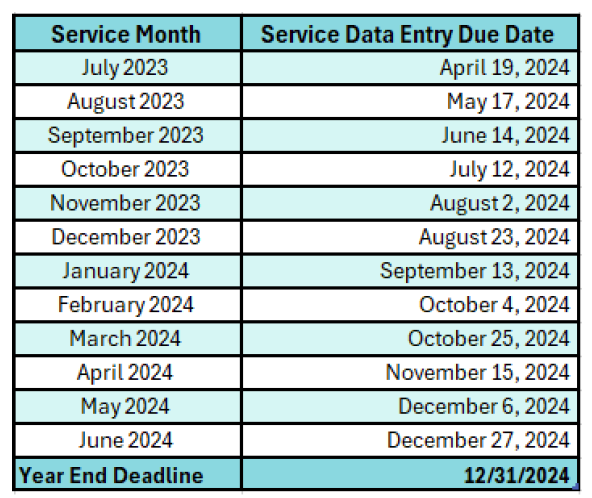 Service Month Service Data Entry Due Date
July 2023 April 19, 2024
August 2023 May 17, 2024
September 2023 June 14, 2024
October 2023 July 12, 2024
November 2023 August 2, 2024
December 2023 August 23, 2024
January 2024 September 13, 2024
February 2024 October 4, 2024
March 2024 October 25, 2024
April 2024 November 15, 2024
May 2024 December 6, 2024
June 2024 December 27, 2024
Year End Deadline 12/31/2024